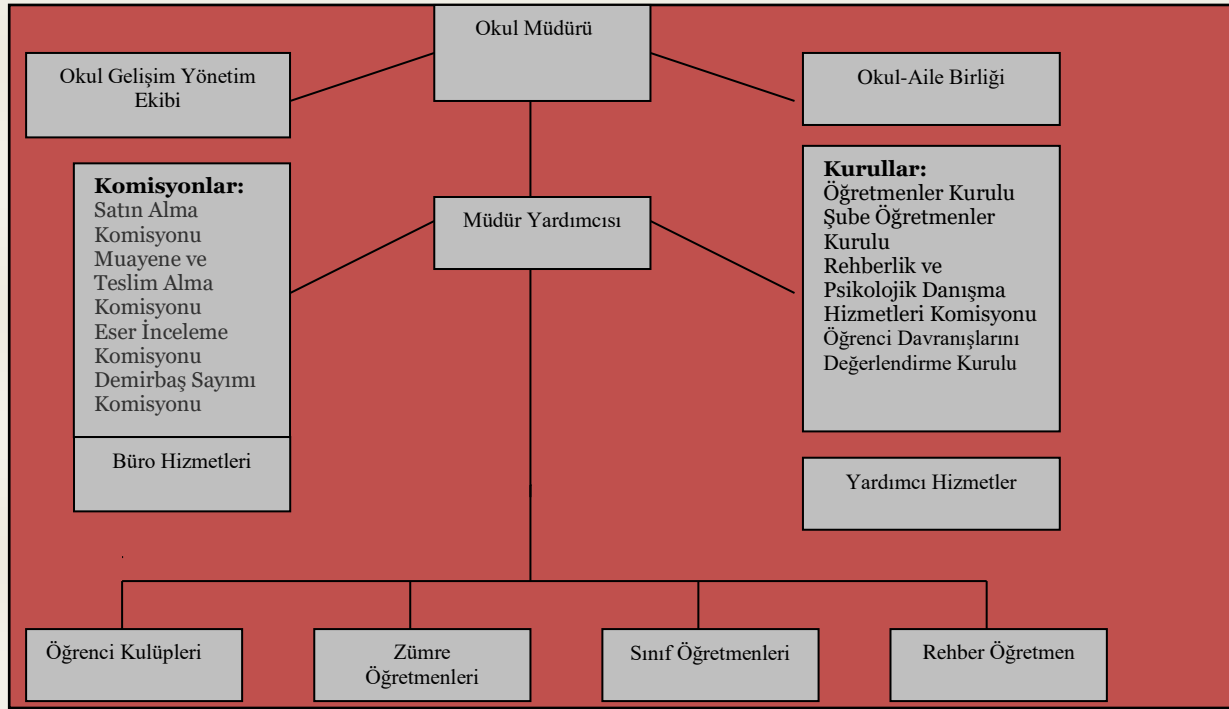 Okul Müdürü
Okul Gelişim Yönetim
Ekibi
Okul-Aile Birliği
Komisyonlar:
Satın Alma
Komisyonu
Muayene ve
Teslim Alma
Komisyonu
Eser İnceleme
Komisyonu
Demirbaş Sayımı
Komisyonu
Müdür Yardımcısı
Kurullar:
Öğretmenler Kurulu
Şube Öğretmenler
Kurulu
Rehberlik ve
Psikolojik Danışma
Hizmetleri Komisyonu
Öğrenci Davranışlarını
Değerlendirme Kurulu
Büro Hizmetleri
Yardımcı Hizmetler
Öğrenci Kulüpleri
Zümre
Öğretmenleri
Sınıf Öğretmenleri
Rehber Öğretmen